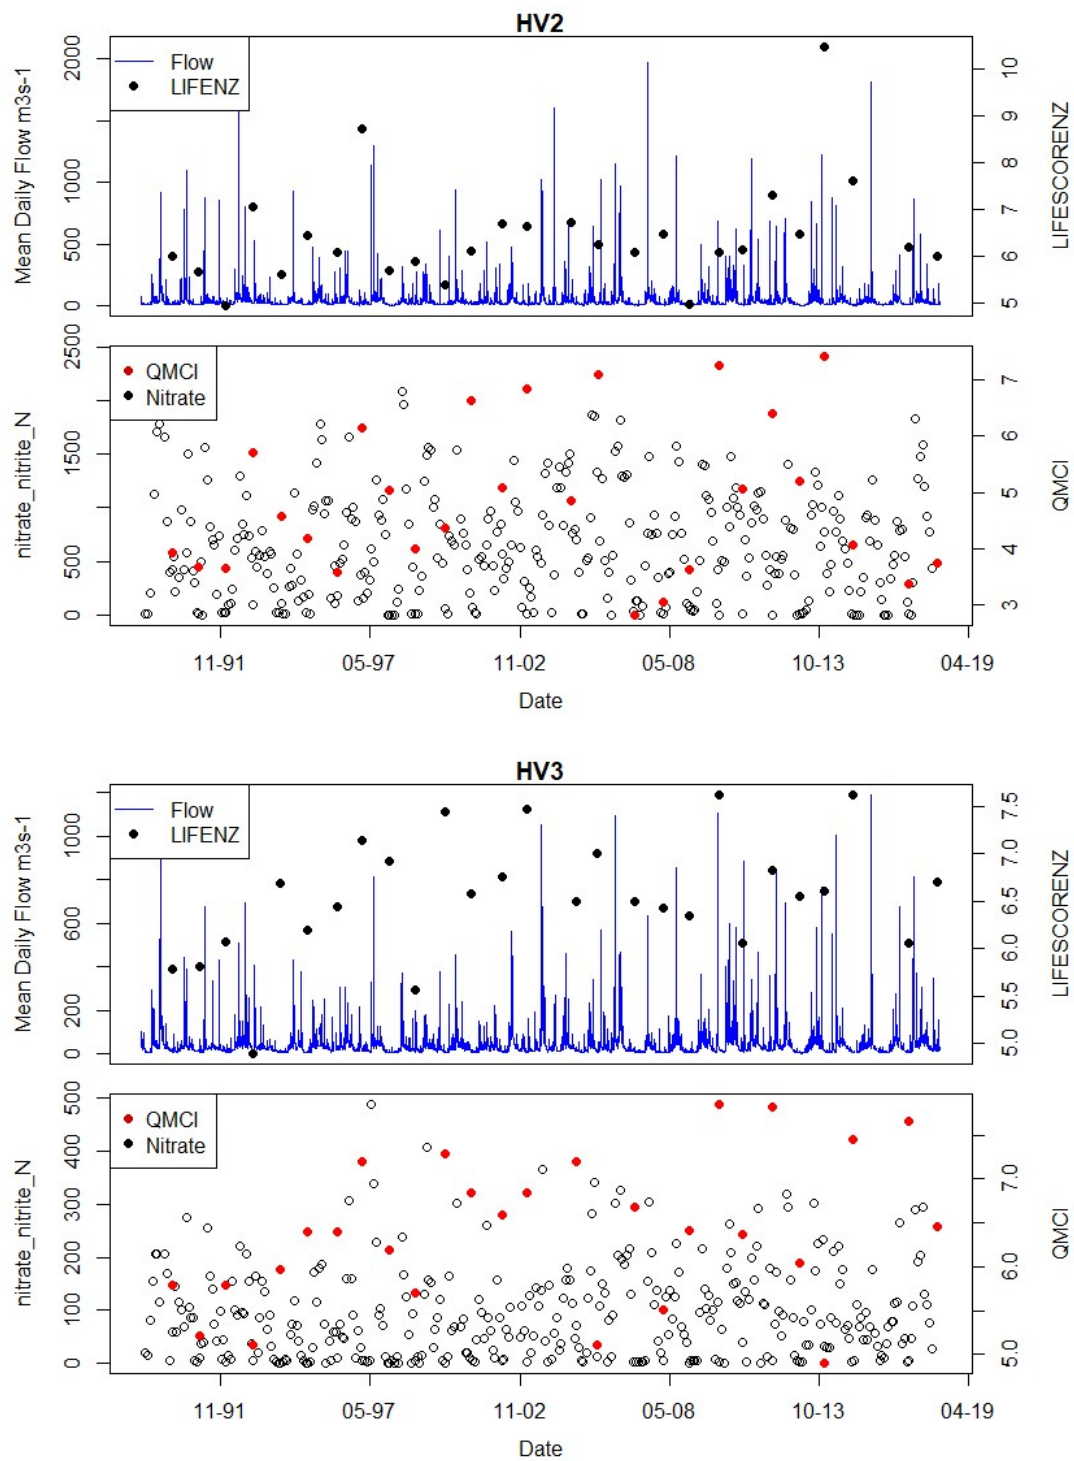 HV2
Mean Daily Flow m3s-1
0
500
1000
2000
Flow
LIFENZ
5
6
7
8
9
10
LIFESCORENZ
nitrate_nitrite_N
0
500
1500
2500
QMCI
Nitrate
3
4
5
6
7
QMCI
11-91 05-97 11-02 05-08 10-13 04-19
Date
HV3
Mean Daily Flow m3s-1
0
200
600
1000
Flow
LIFENZ
5.0
5.5
6.0
6.5
7.0
7.5
LIFESCORENZ
nitrate_nitrite_N
0
100
200
300
400
500
QMCI
Nitrate
5.0
6.0
7.0
QMCI
11-91 05-97 11-02 05-08 10-13 04-19
Date